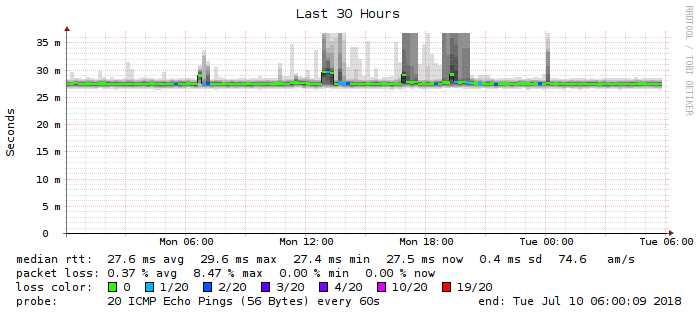 Last 30 Hours
RRDTOOL / TOBI OETIKER
Seconds
35 m
30 m
25 m
20 m
15 m
10 m
5 m
0
Mon 06:00 Mon 12:00 Mon 18:00 Tue 00:00 Tue 06:00
median rtt: 27.6 ms avg 29.6 ms max 27.4 ms min 27.5 ms now 0.4 ms sd 74.6 am/s
packet loss: 0.37 % avg 8.47 % max 0.00 % min 0.00 % now
loss color: 0 1/20 2/20 3/20 4/20 10/20 19/20
probe: 20 ICMP Echo Pings (56 Bytes) every 60s end: Tue Jul 10 06:00:09 2018